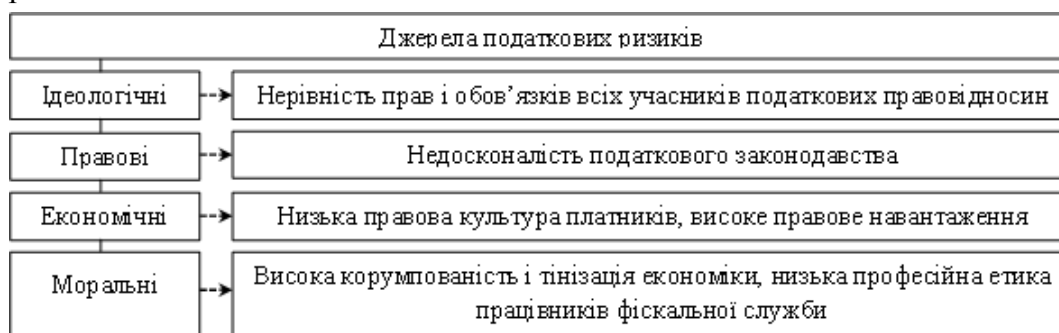 Джерела податкових ризиків
Ідеологічні
Нерівність прав і обов’язків всіх учасників податкових правовідносин
Правові
Недосконалість податкового законодавства
Економічні
Низька правова культура платників, високе правове навантаження
Моральні
Висока корумпованість і тінізація економіки, низька професійна етика
працівників фіскальної служби